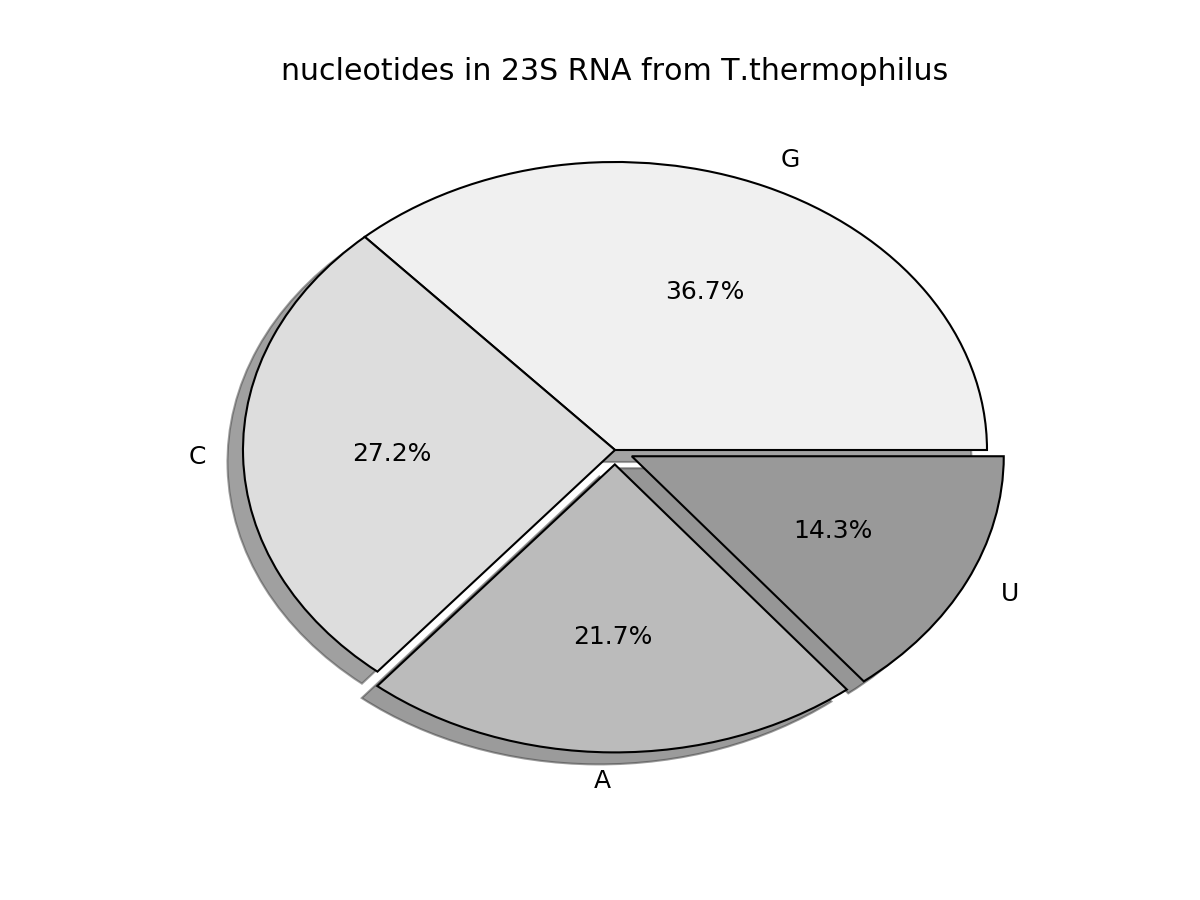 nucleotides in 23S RNA from T.thermophilus
G
36.7%
C
27.2%
14.3%
U
21.7%
A